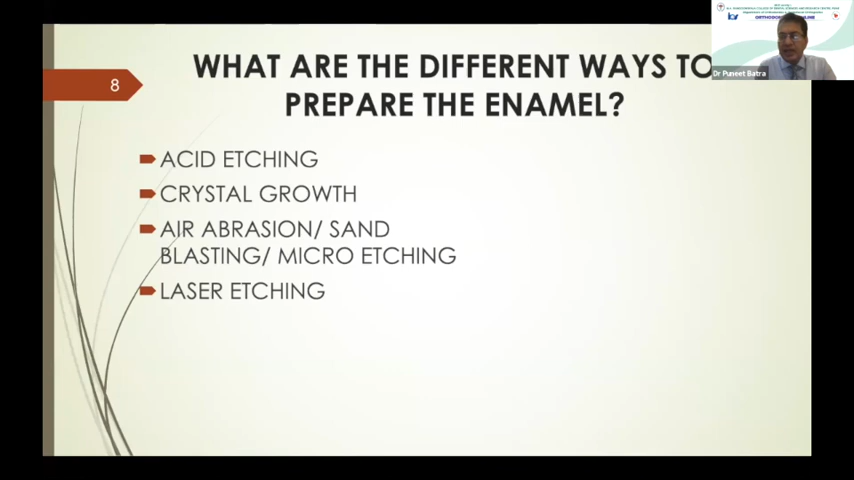 8
WHAT ARE THE DIFFERENT WAYS TO
PREPARE THE ENAMEL?
ACID ETCHING
CRYSTAL GROWTH
AIR ABRASION/ SAND
BLASTING/ MICRO ETCHING
LASER ETCHING
Dr Puneet Batra